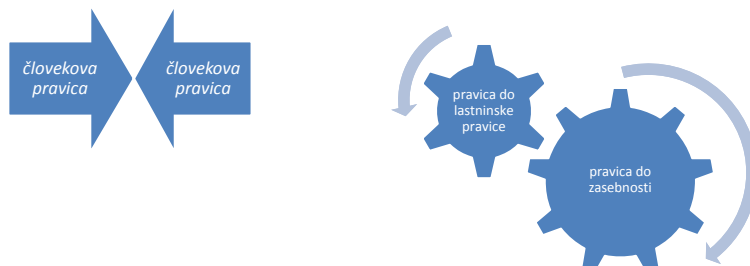 človekova
pravica
človekova
pravica
pravica do
lastninske
pravice
pravica do
zasebnosti